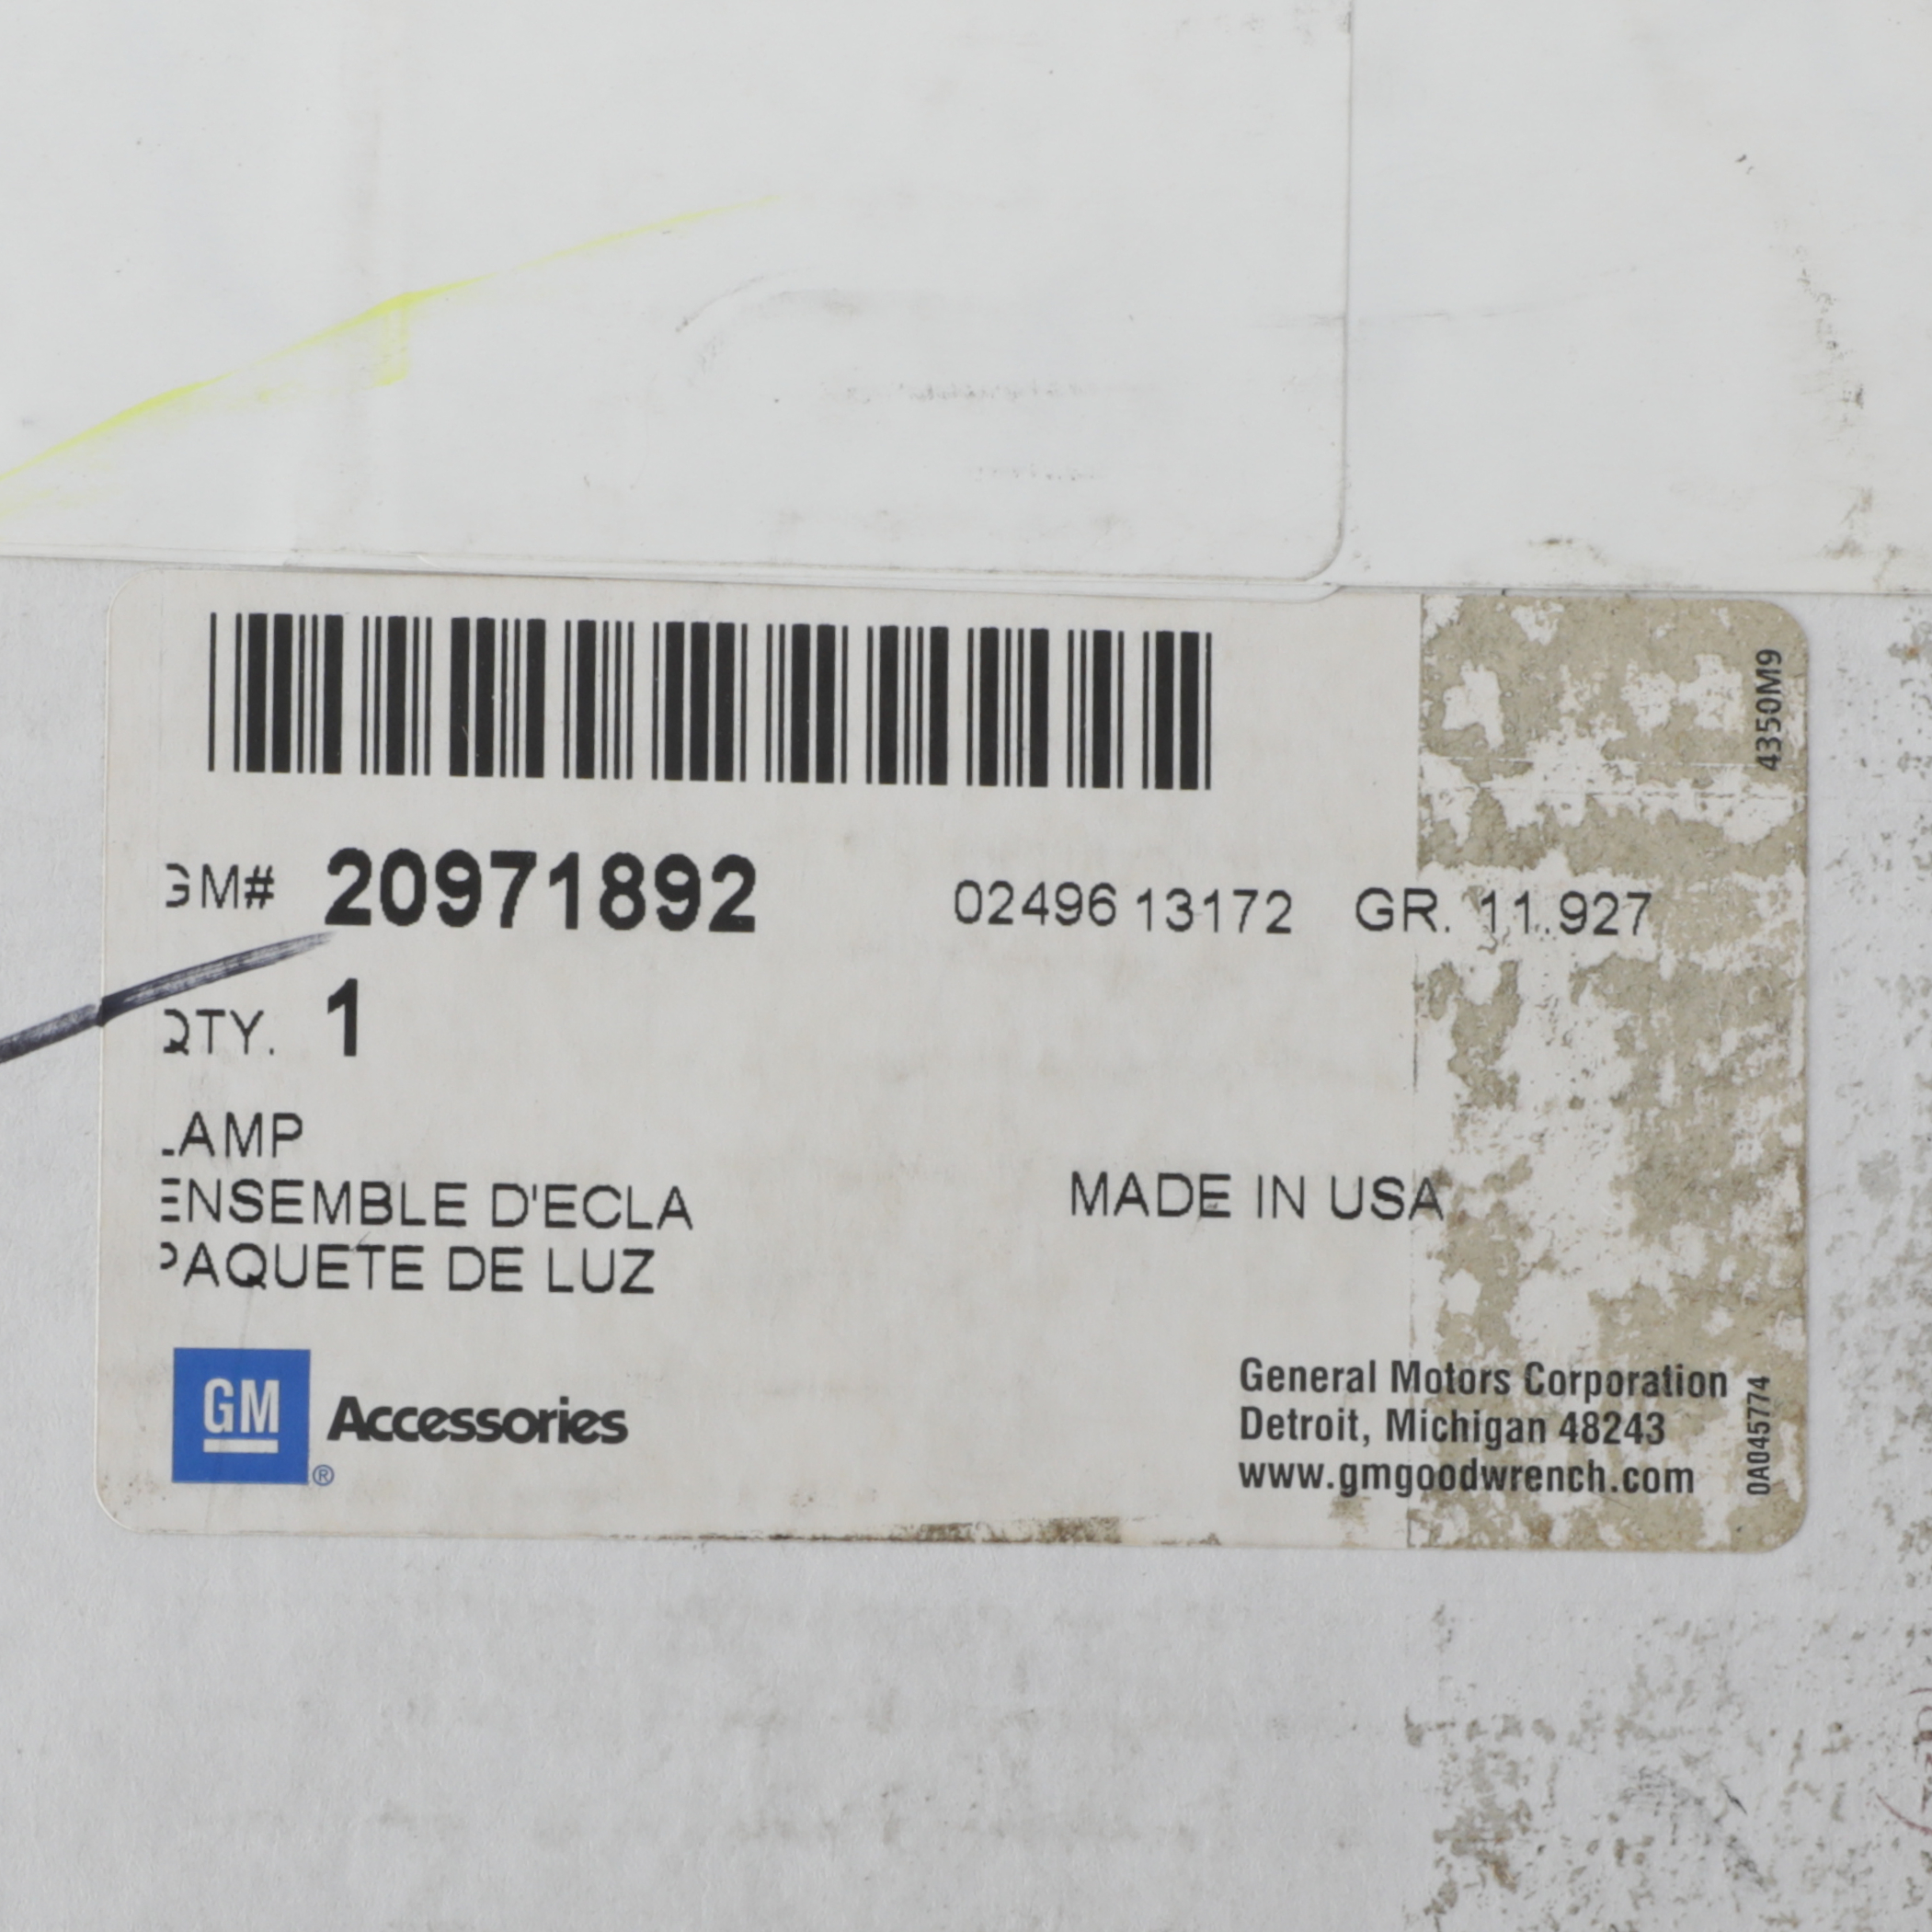 4350M9
GM# 20971892 02496 13172 GR. 11.927
QTY. 1
LAMP
ENSEMBLE D'ECLA
PAQUETE DE LUZ
MADE IN USA
GM ® Accessories
General Motors Corporation
Detroit, Michigan 48243
www.gmgoodwrench.com
0A045774